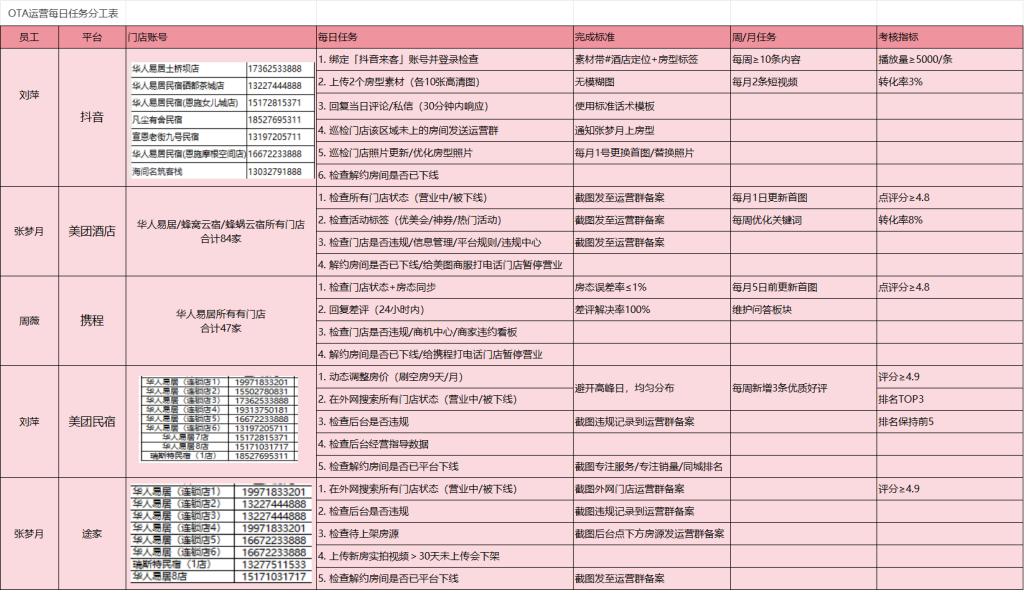 OTA运营每日任务分工表
员工 平台 门店账号 每日任务 完成标准 周/月任务 考核指标
刘萍 抖音
华人易居土桥坝店 17362533888
华人易居民宿硒都茶城店 13227444888
华人易居民宿(恩施女儿城店) 15172815371
凡尘有舍民宿 18527695311
宣恩老街九号民宿 13197205711
华人易居民宿(恩施摩根空间店) 16672233888
海间名筑客栈 13032791888
1. 绑定「抖音来客」账号并登录检查 素材带#酒店定位+房型标签 每周≥10条内容 播放量≥5000/条
2. 上传2个房型素材（各10张高清图） 无模糊图 每月2条短视频 转化率3%
3. 回复当日评论/私信（30分钟内响应） 使用标准话术模板
4. 巡检门店该区域未上的房间发送运营群 通知张梦月上房型
5. 巡检门店照片更新/优化房型照片 每月1号更换首图/替换照片
6. 检查解约房间是否已下线
张梦月 美团酒店 华人易居/蜂窝云宿/蜂蜗云宿所有门店
合计84家
1. 检查所有门店状态（营业中/被下线） 截图发至运营群备案 每月1日更新首图 点评分≥4.8
2. 检查活动标签（优美会/神券/热门活动） 截图发至运营群备案 每周优化关键词 转化率8%
3. 检查门店是否违规/信息管理/平台规则/违规中心 截图发至运营群备案
4. 解约房间是否已下线/给美图商服打电话门店暂停营业
周薇 携程 华人易居所有有门店
合计47家
1. 检查门店状态+房态同步 房态误差率≤1% 每月5日前更新首图 点评分≥4.8
2. 回复差评（24小时内） 差评解决率100% 维护问答板块
3. 检查门店是否违规/商机中心/商家违约看板
4. 解约房间是否已下线/给携程打电话门店暂停营业
刘萍 美团民宿
华人易居（连锁店1） 19971833201
华人易居（连锁店2） 15502780831
华人易居（连锁店3） 17362533888
华人易居（连锁店4） 19313750181
华人易居（连锁店5） 16672233888
华人易居（连锁店6） 13197205711
华人易居7店 15172815371
华人易居8店 15171031717
瑞斯特民宿（1店） 18527695311
1. 动态调整房价（刷空房9天/月） 避开高峰日，均匀分布 每周新增3条优质好评 评分≥4.9
2. 在外网搜索所有门店状态（营业中/被下线） 排名TOP3
3. 检查后台是否违规 截图违规记录到运营群备案 排名保持前5
4. 检查后台经营指导数据
5. 检查解约房间是否已平台下线 截图专注服务/专注销量/同城排名
张梦月 途家
华人易居（连锁店1） 19971833201
华人易居（连锁店2） 13227444888
华人易居（连锁店3） 13227444888
华人易居（连锁店4） 19971833201
华人易居（连锁店5） 16672233888
华人易居（连锁店6） 16672233888
瑞斯特民宿（1店） 13277511533
华人易居8店 15171031717
1. 在外网搜索所有门店状态（营业中/被下线） 截图外网门店运营群备案 评分≥4.9
2. 检查后台是否违规 截图违规记录到运营群备案
3. 检查待上架房源 截图后台点下方房源发运营群备案
4. 上传新房实拍视频＞30天未上传会下架
5. 检查解约房间是否已平台下线 截图发至运营群备案